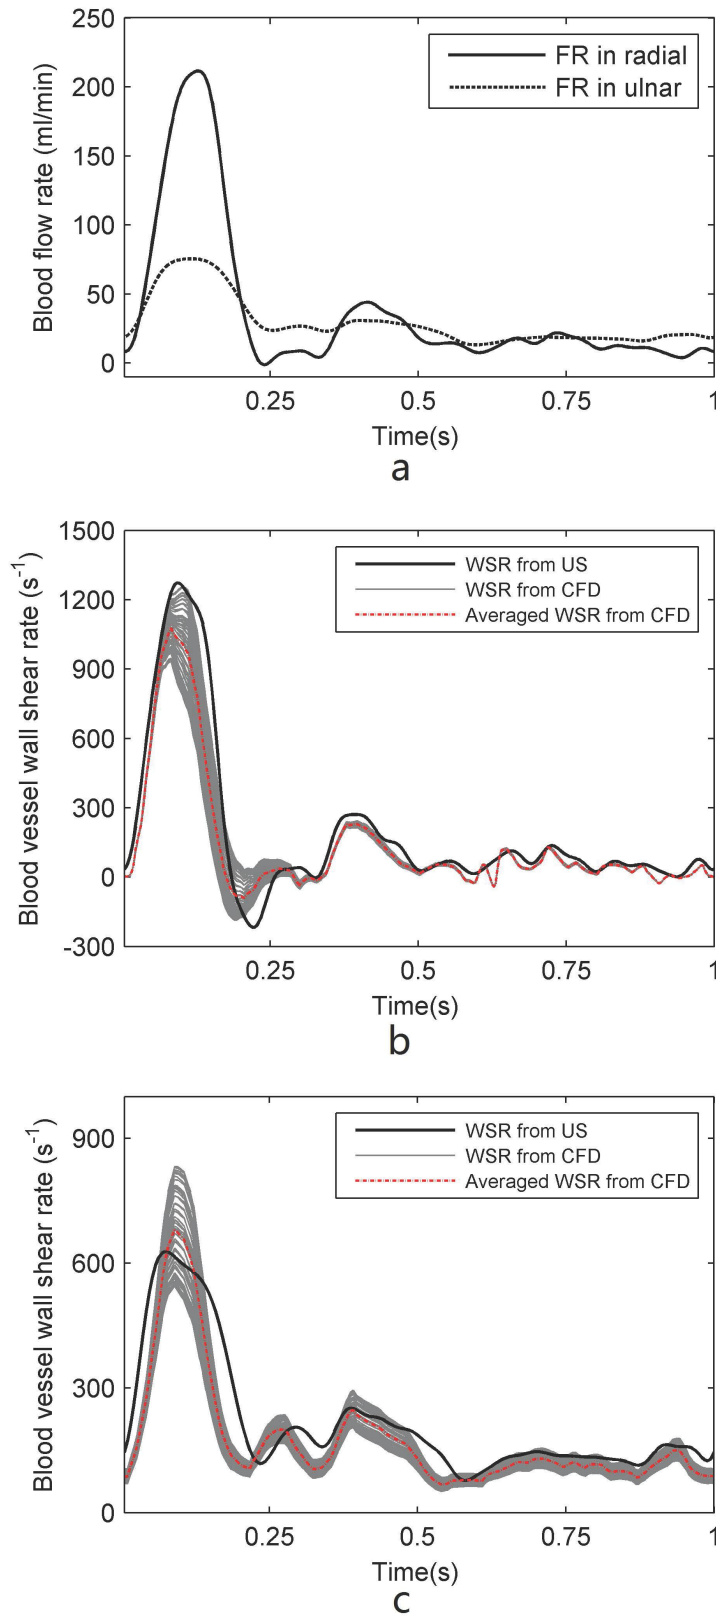 250
200
150
100
50
0
Blood flow rate (ml/min)
FR in radial
FR in ulnar
0.25
0.5
0.75
1
Time(s)
a
1500
1200
900
600
300
0
-300
Blood vessel wall shear rate (s⁻¹)
WSR from US
WSR from CFD
Averaged WSR from CFD
0.25
0.5
0.75
1
Time(s)
b
900
600
300
0
Blood vessel wall shear rate (s⁻¹)
WSR from US
WSR from CFD
Averaged WSR from CFD
0.25
0.5
0.75
1
Time(s)
c